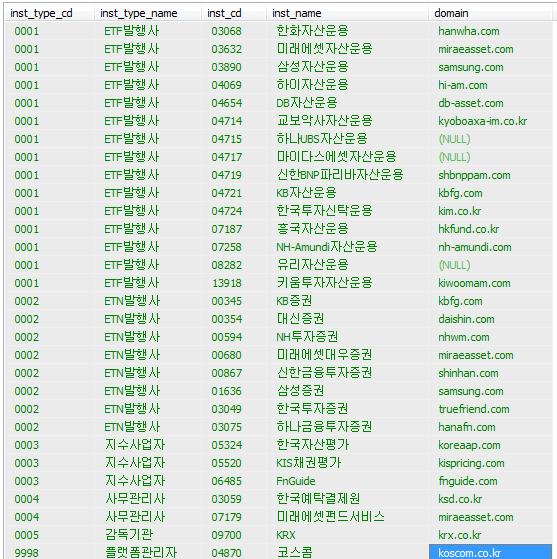 inst_type_cd inst_type_name inst_cd inst_name domain
0001 ETF발행사 03068 한화자산운용 hanwha.com
0001 ETF발행사 03632 미래에셋자산운용 miraeasset.com
0001 ETF발행사 03890 삼성자산운용 samsung.com
0001 ETF발행사 04069 하이자산운용 hi-am.com
0001 ETF발행사 04654 DB자산운용 db-asset.com
0001 ETF발행사 04714 교보악사자산운용 kyoboaxa-im.co.kr
0001 ETF발행사 04715 하나UBS자산운용 (NULL)
0001 ETF발행사 04717 마이다스에셋자산운용 (NULL)
0001 ETF발행사 04719 신한BNP파리바자산운용 shbnppam.com
0001 ETF발행사 04721 KB자산운용 kbfg.com
0001 ETF발행사 04724 한국투자신탁운용 kim.co.kr
0001 ETF발행사 07187 흥국자산운용 hkfund.co.kr
0001 ETF발행사 07258 NH-Amundi자산운용 nh-amundi.com
0001 ETF발행사 08282 유리자산운용 (NULL)
0001 ETF발행사 13918 키움투자자산운용 kiwoomam.com
0002 ETN발행사 00345 KB증권 kbfg.com
0002 ETN발행사 00354 대신증권 daishin.com
0002 ETN발행사 00594 NH투자증권 nhwm.com
0002 ETN발행사 00680 미래에셋대우증권 miraeasset.com
0002 ETN발행사 00867 신한금융투자증권 shinhan.com
0002 ETN발행사 01636 삼성증권 samsung.com
0002 ETN발행사 03049 한국투자증권 truefriend.com
0002 ETN발행사 03075 하나금융투자증권 hanafn.com
0003 지수사업자 05324 한국자산평가 koreaap.com
0003 지수사업자 05520 KIS채권평가 kispricing.com
0003 지수사업자 06485 FnGuide fnguide.com
0004 사무관리사 03059 한국예탁결제원 ksd.co.kr
0004 사무관리사 07179 미래에셋펀드서비스 miraeasset.com
0005 감독기관 09700 KRX krx.co.kr
9998 플랫폼관리자 04870 코스콤 koscom.co.kr